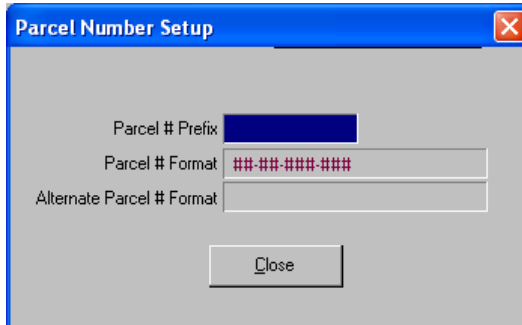 Parcel Number Setup
Parcel # Prefix
Parcel # Format ##-##-###-###
Alternate Parcel # Format
Close